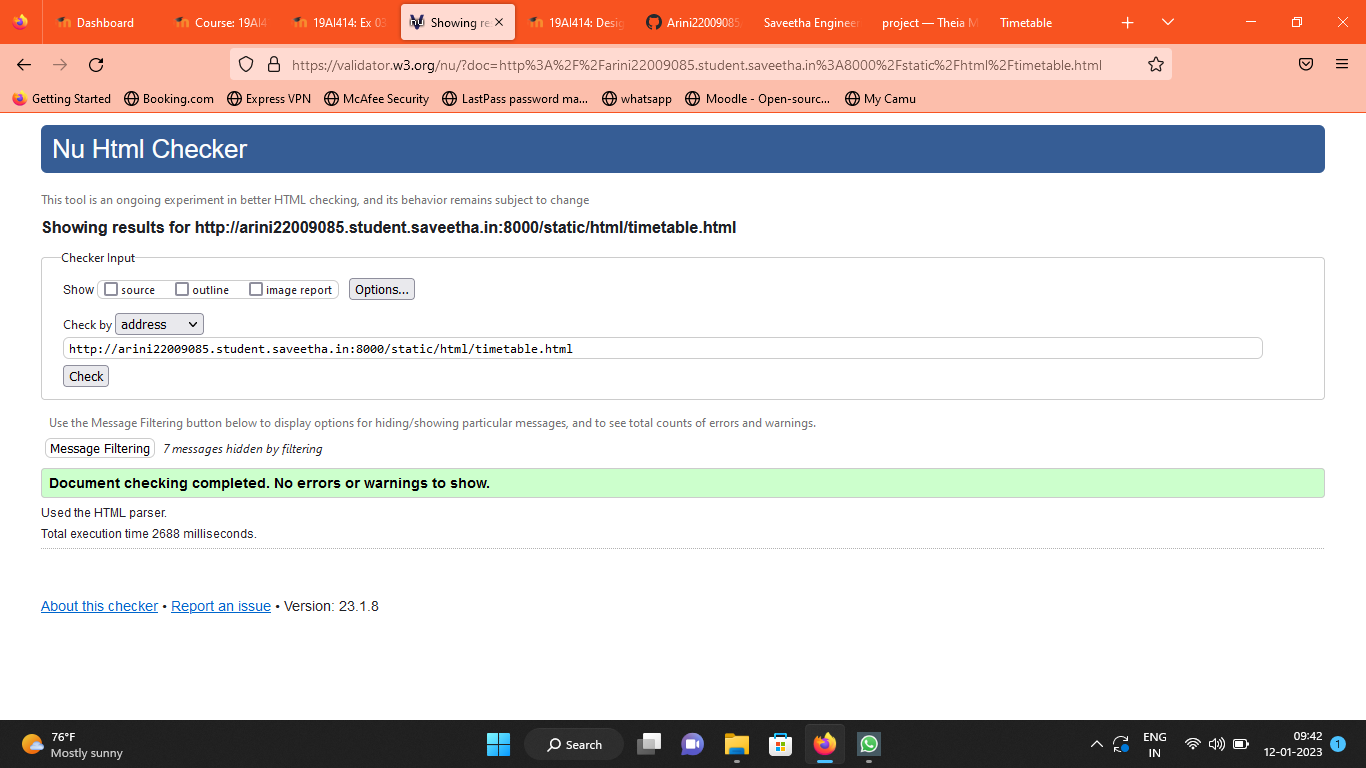 Dashboard
Course: 19AI4
19AI414: Ex 03
Showing re
19AI414: Desig
Arini22009085
Saveetha Engineer
project — Theia M
Timetable
https://validator.w3.org/nu/?doc=http%3A%2F%2Farini22009085.student.saveetha.in%3A8000%2Fstatic%2Fhtml%2Ftimetable.html
Getting Started
Booking.com
Express VPN
McAfee Security
LastPass password ma...
whatsapp
Moodle - Open-sourc...
My Camu
Nu Html Checker
This tool is an ongoing experiment in better HTML checking, and its behavior remains subject to change
Showing results for http://arini22009085.student.saveetha.in:8000/static/html/timetable.html
Checker Input
Show source outline image report Options...
Check by address
http://arini22009085.student.saveetha.in:8000/static/html/timetable.html
Check
Use the Message Filtering button below to display options for hiding/showing particular messages, and to see total counts of errors and warnings.
Message Filtering 7 messages hidden by filtering
Document checking completed. No errors or warnings to show.
Used the HTML parser.
Total execution time 2688 milliseconds.
About this checker • Report an issue • Version: 23.1.8
76°F
Mostly sunny
Search
ENG
IN
09:42
12-01-2023
1